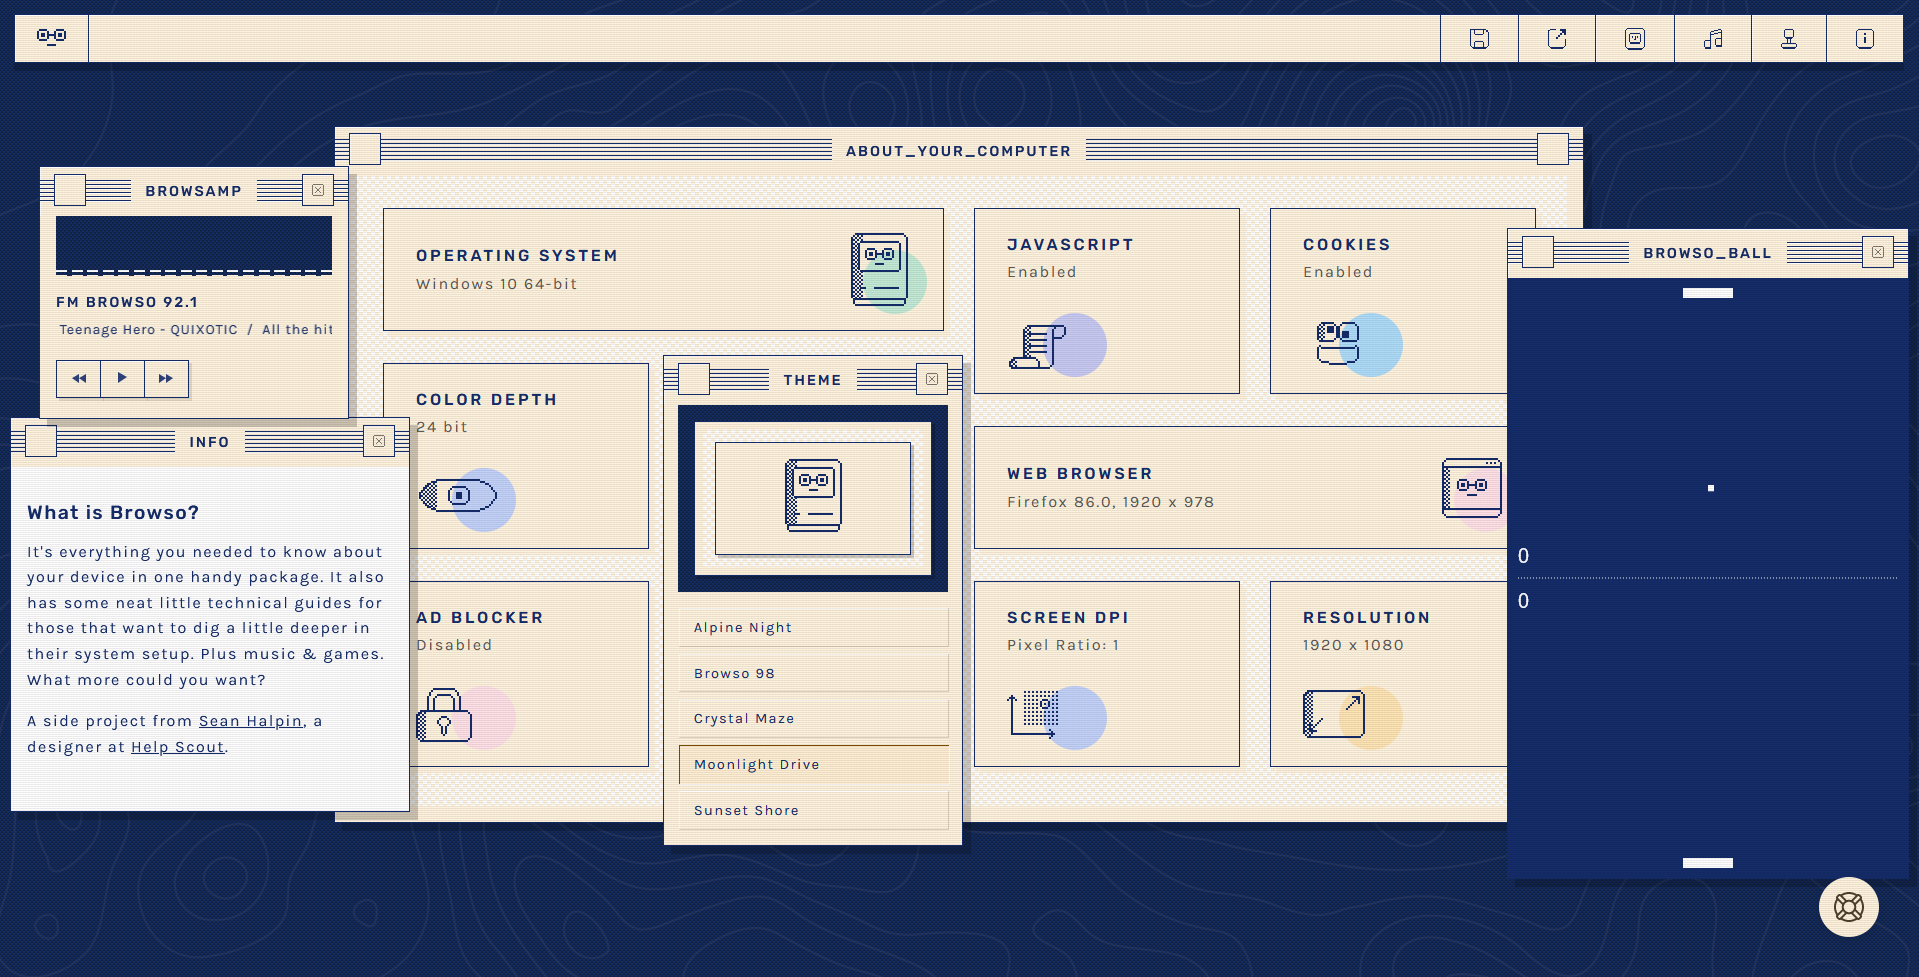 ABOUT_YOUR_COMPUTER
BROWSAMP
FM BROWSO 92.1
Teenage Hero - QUIXOTIC / All the hit
OPERATING SYSTEM
Windows 10 64-bit
JAVASCRIPT
Enabled
COOKIES
Enabled
COLOR DEPTH
24 bit
WEB BROWSER
Firefox 86.0, 1920 x 978
AD BLOCKER
Disabled
SCREEN DPI
Pixel Ratio: 1
RESOLUTION
1920 x 1080
INFO
What is Browso?
It's everything you needed to know about
your device in one handy package. It also
has some neat little technical guides for
those that want to dig a little deeper in
their system setup. Plus music & games.
What more could you want?
A side project from Sean Halpin, a
designer at Help Scout.
THEME
Alpine Night
Browso 98
Crystal Maze
Moonlight Drive
Sunset Shore
BROWSO_BALL
0
0